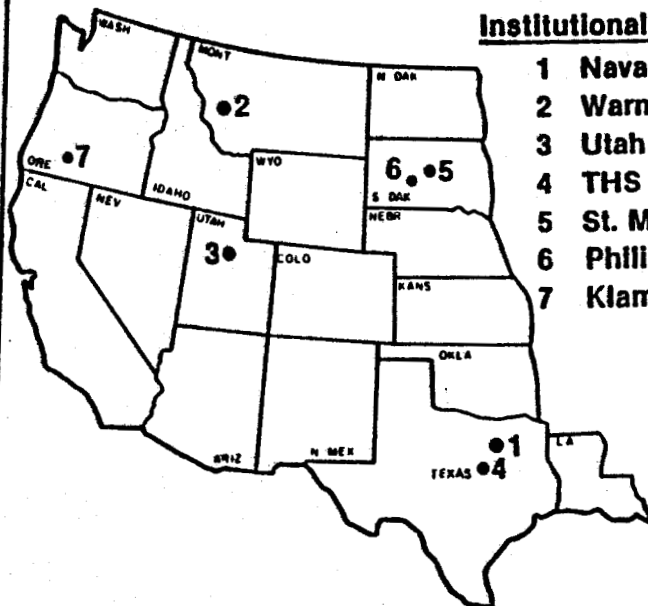 Institutional
1 Nava
2 Warn
3 Utah
4 THS
5 St. M
6 Phili
7 Klam
WASH
MONT
N DAK
2
ORE 7
IDAHO
WYO
6 5
S DAK
CAL
NEV
UTAH
3
COLO
NEBR
KANS
OKLA
ARIZ
N MEX
1
TEXAS 4
LA